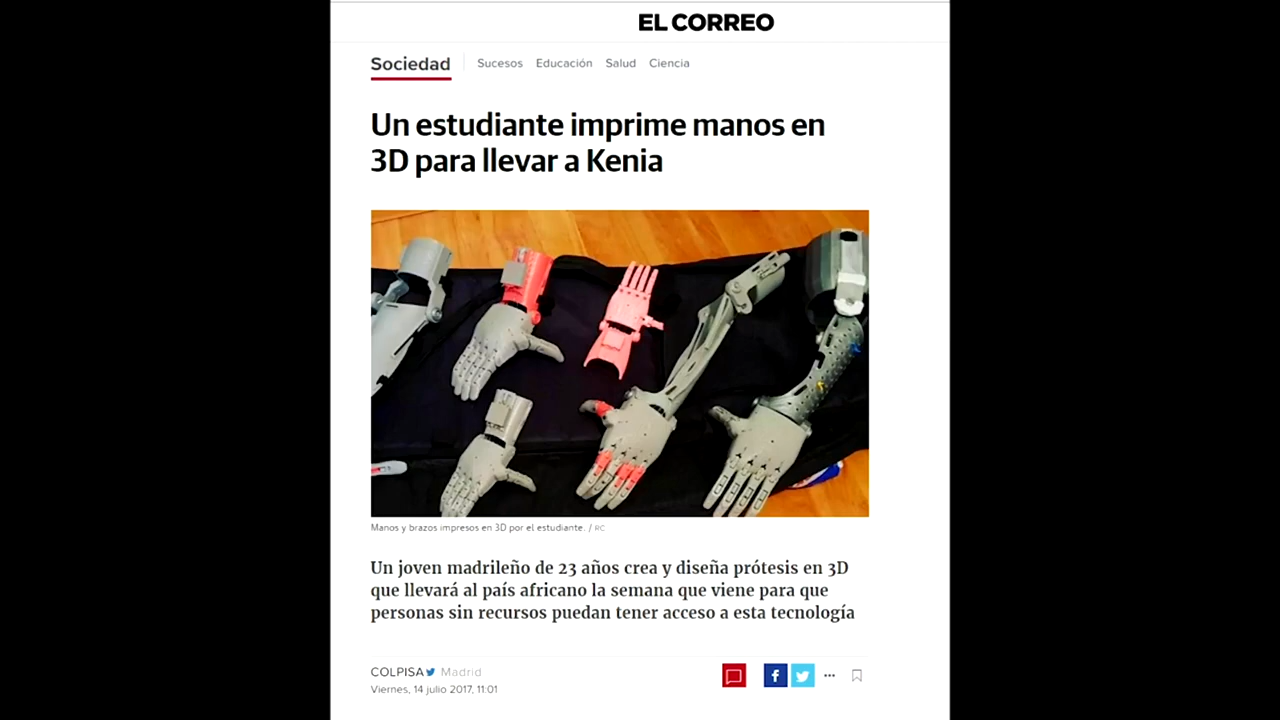 EL CORREO
Sociedad Sucesos Educación Salud Ciencia
Un estudiante imprime manos en
3D para llevar a Kenia
Manos y brazos impresos en 3D por el estudiante. / RC
Un joven madrileño de 23 años crea y diseña prótesis en 3D
que llevará al país africano la semana que viene para que
personas sin recursos puedan tener acceso a esta tecnología
COLPISA Madrid
Viernes, 14 julio 2017, 11:01